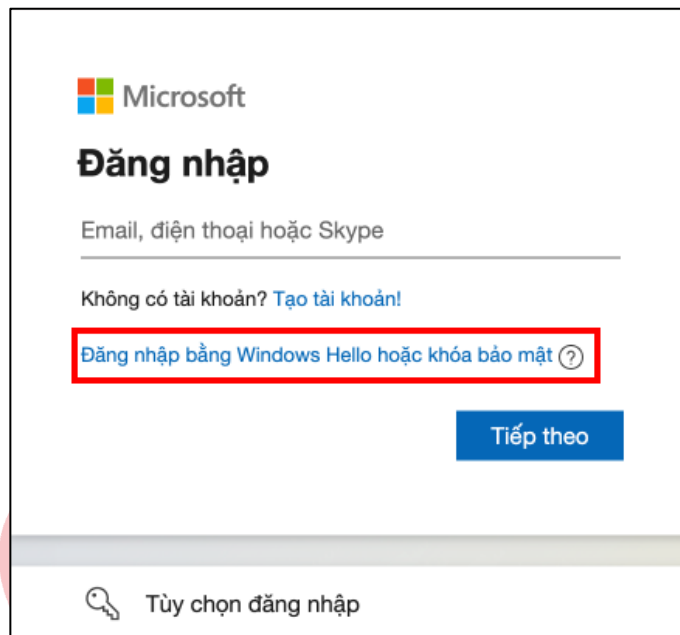 Microsoft
Đăng nhập
Email, điện thoại hoặc Skype
Không có tài khoản? Tạo tài khoản!
Đăng nhập bằng Windows Hello hoặc khóa bảo mật ?
Tiếp theo
Tùy chọn đăng nhập